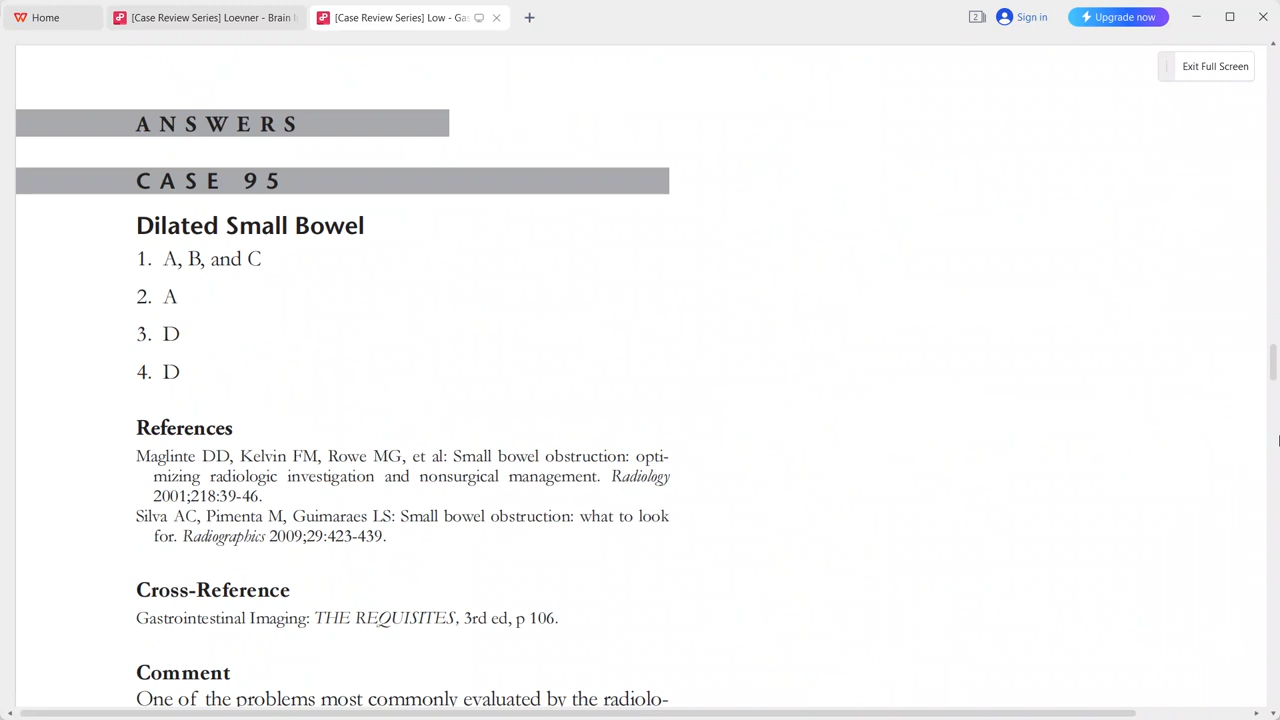 Home
[Case Review Series] Loevner - Brain I
[Case Review Series] Low - Gas
2
Sign in
Upgrade now
Exit Full Screen
ANSWERS
CASE 95
Dilated Small Bowel
1. A, B, and C
2. A
3. D
4. D
References
Maglinte DD, Kelvin FM, Rowe MG, et al: Small bowel obstruction: opti-
mizing radiologic investigation and nonsurgical management. Radiology
2001;218:39-46.
Silva AC, Pimenta M, Guimaraes LS: Small bowel obstruction: what to look
for. Radiographics 2009;29:423-439.
Cross-Reference
Gastrointestinal Imaging: THE REQUISITES, 3rd ed, p 106.
Comment
One of the problems most commonly evaluated by the radiolo-